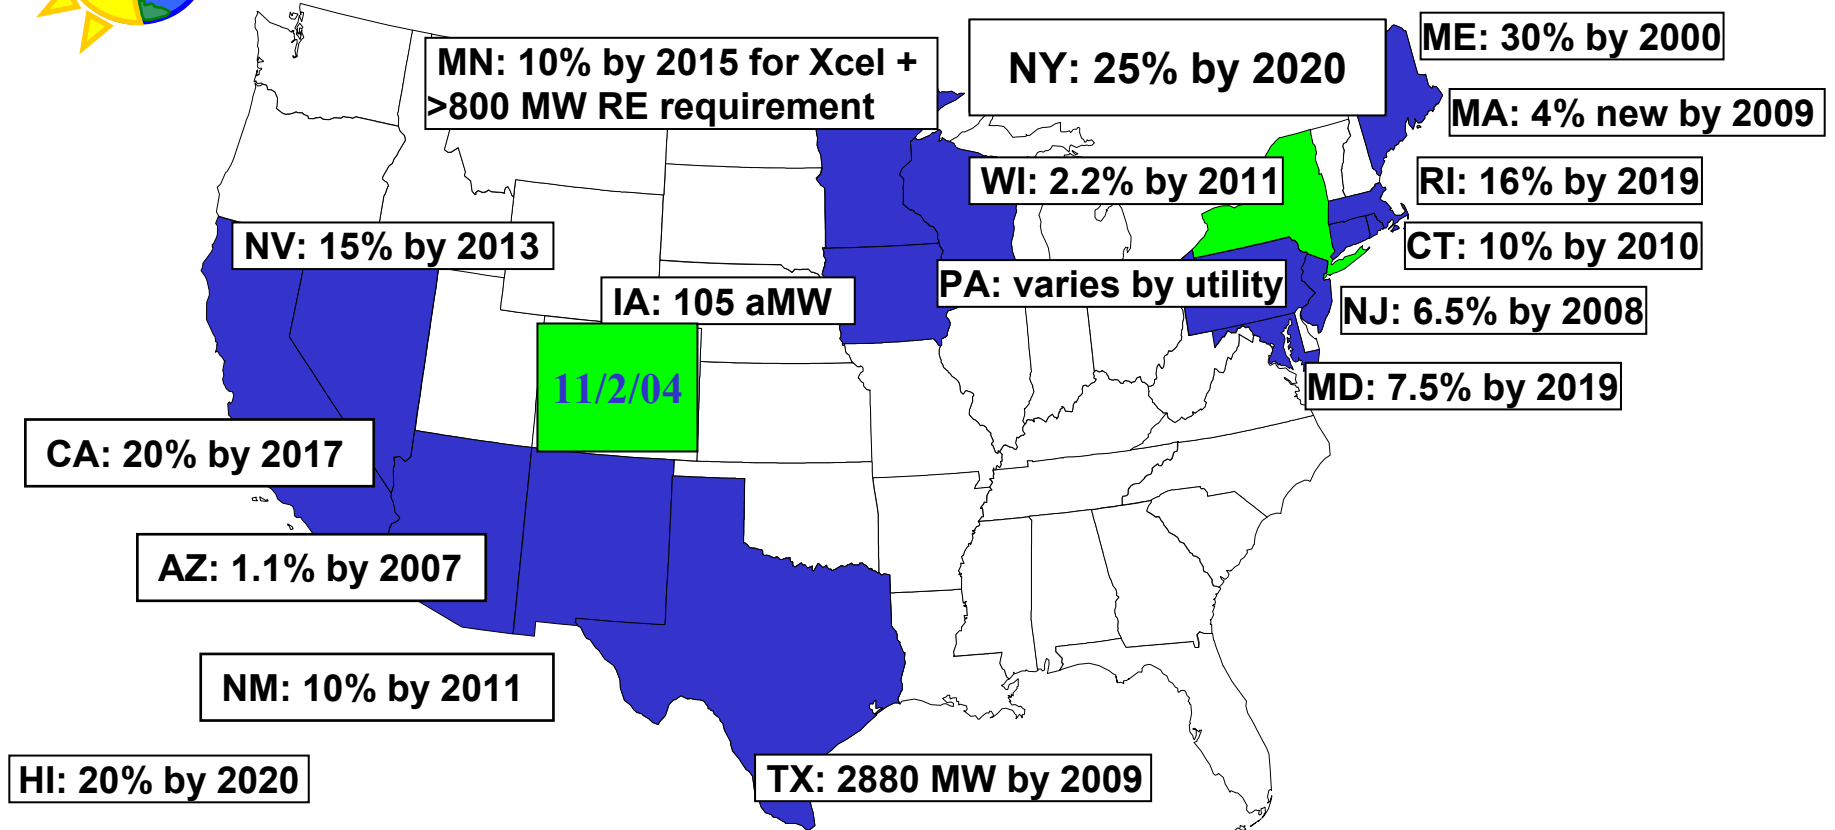 MN: 10% by 2015 for Xcel +
>800 MW RE requirement
NY: 25% by 2020
ME: 30% by 2000
MA: 4% new by 2009
WI: 2.2% by 2011
RI: 16% by 2019
NV: 15% by 2013
CT: 10% by 2010
IA: 105 aMW
PA: varies by utility
NJ: 6.5% by 2008
11/2/04
MD: 7.5% by 2019
CA: 20% by 2017
AZ: 1.1% by 2007
NM: 10% by 2011
HI: 20% by 2020
TX: 2880 MW by 2009